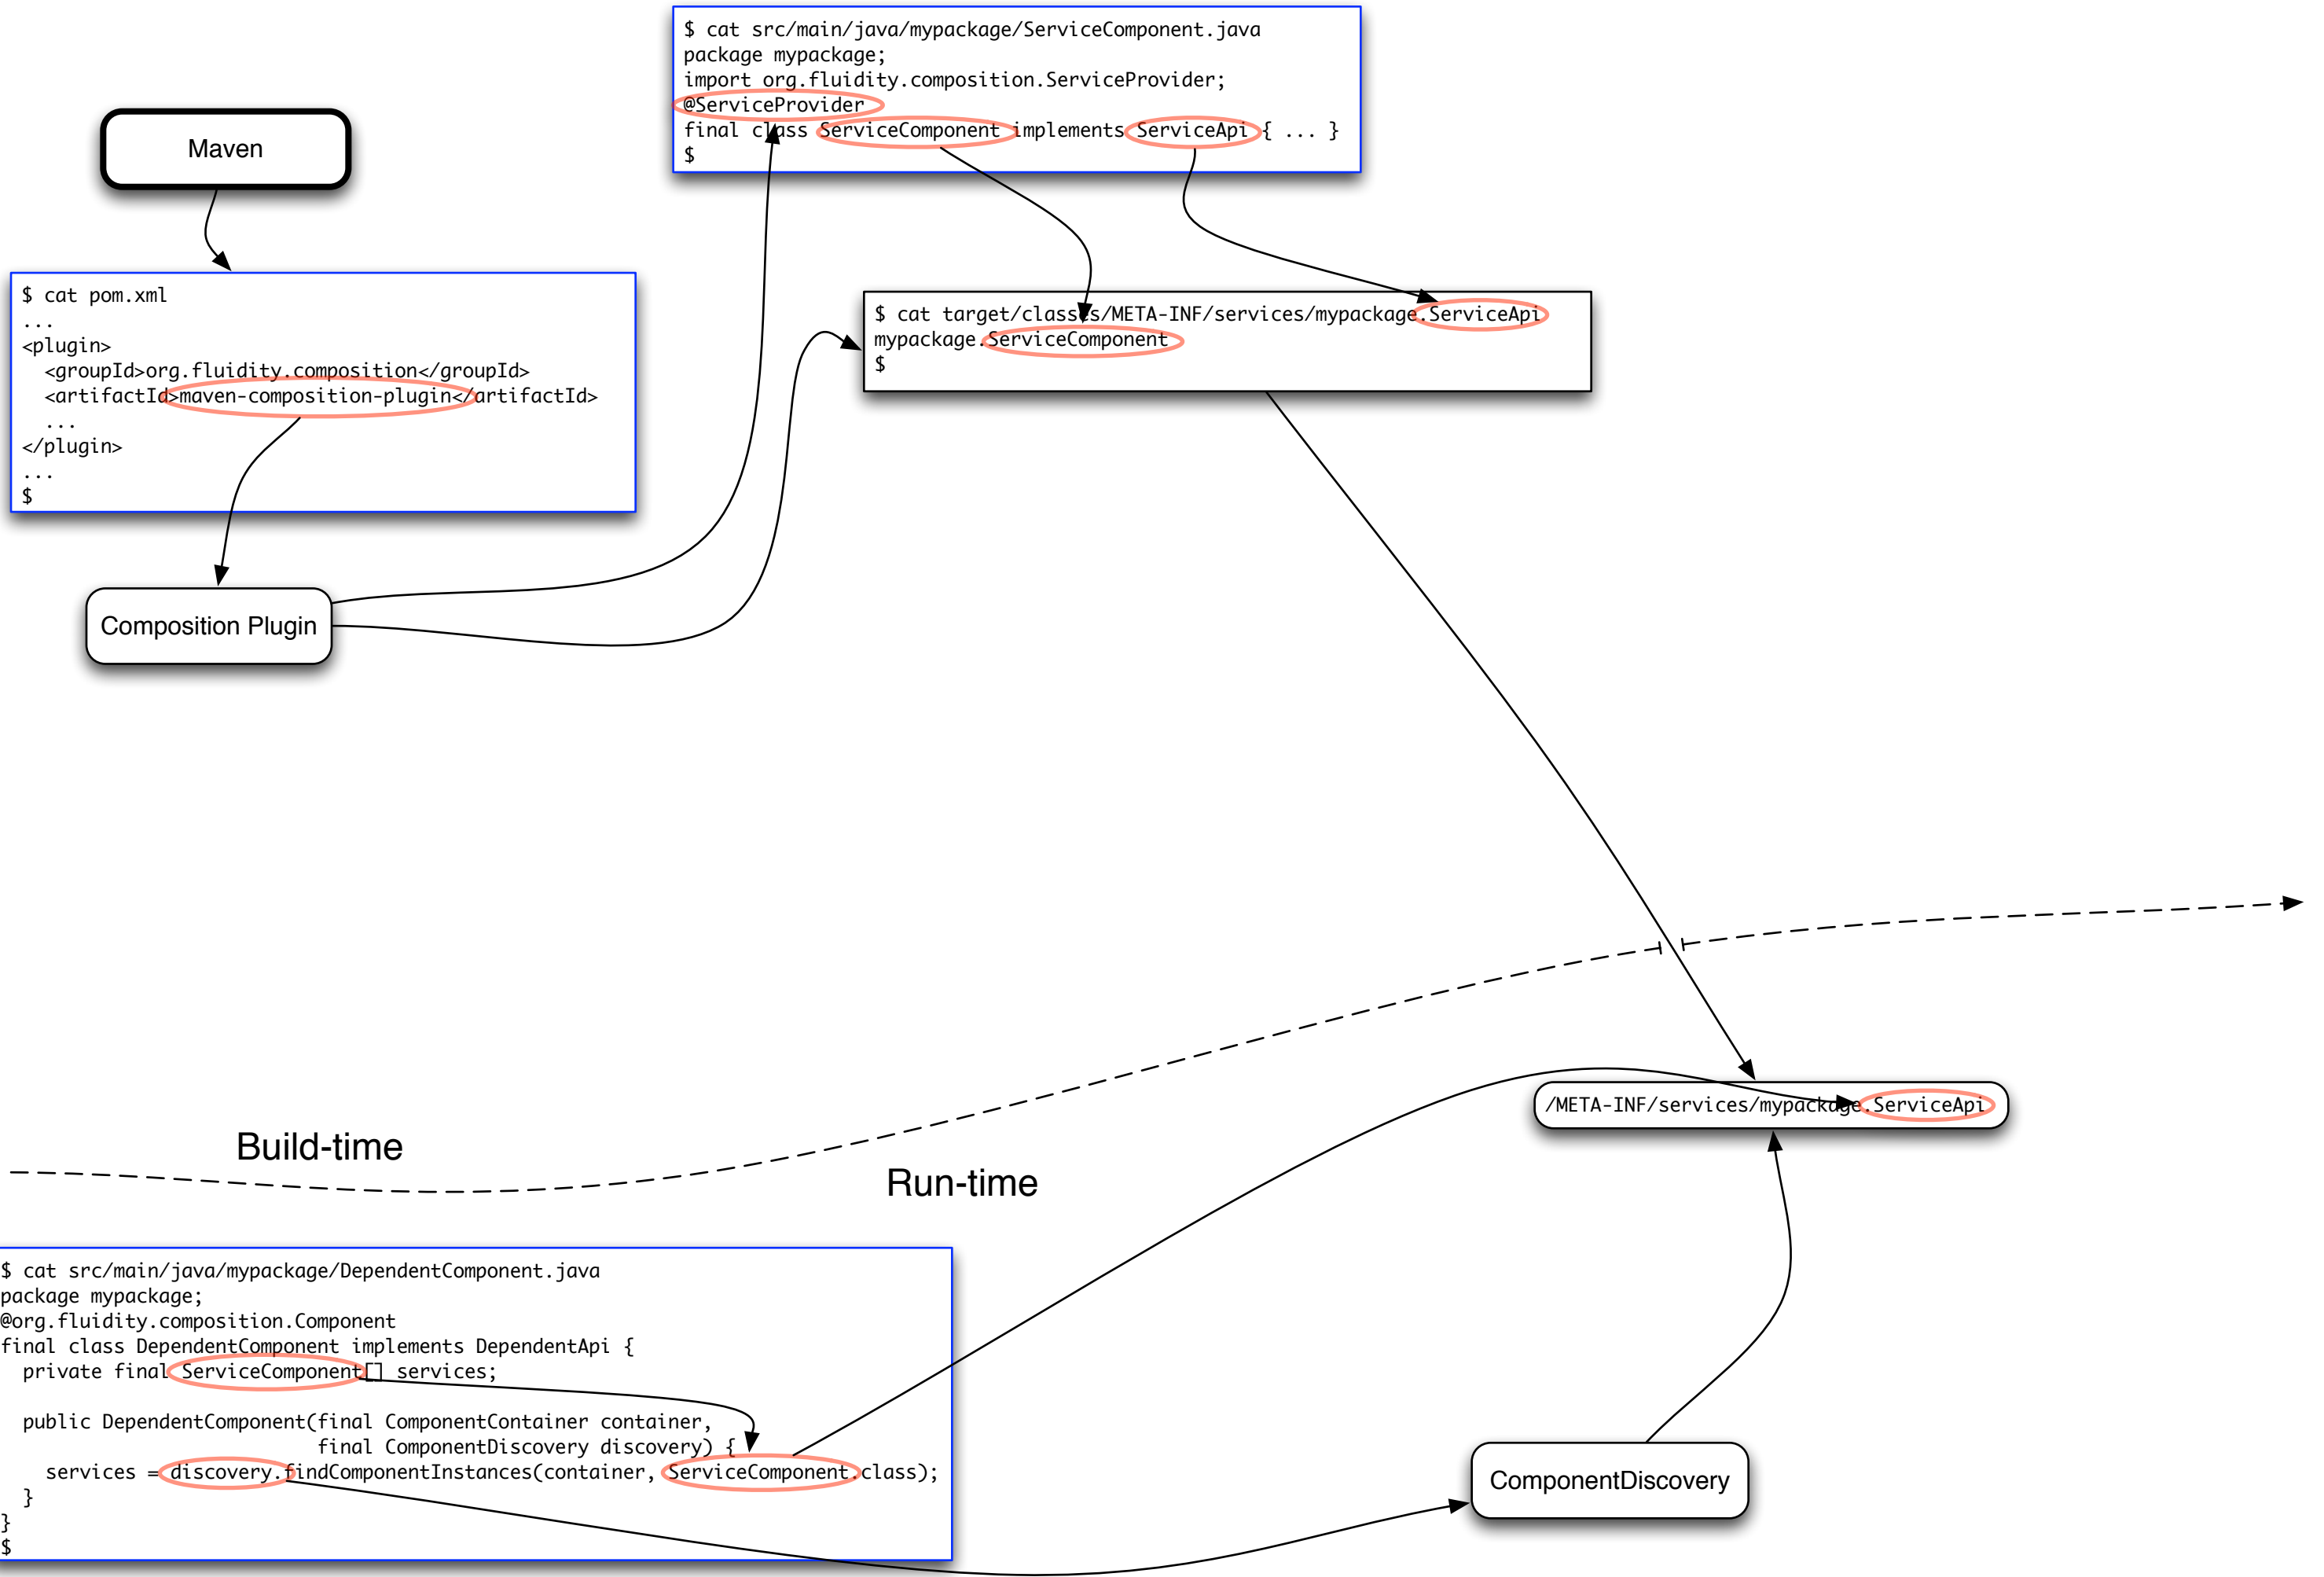 $ cat src/main/java/mypackage/ServiceComponent.java
package mypackage;
import org.fluidity.composition.ServiceProvider;
@ServiceProvider
final class ServiceComponent implements ServiceApi { ... }
$
Maven
$ cat pom.xml
...
<plugin>
  <groupId>org.fluidity.composition</groupId>
  <artifactId>maven-composition-plugin</artifactId>
  ...
</plugin>
...
$
$ cat target/classes/META-INF/services/mypackage.ServiceApi
mypackage.ServiceComponent
$
Composition Plugin
Build-time
Run-time
/META-INF/services/mypackage.ServiceApi
$ cat src/main/java/mypackage/DependentComponent.java
package mypackage;
@org.fluidity.composition.Component
final class DependentComponent implements DependentApi {
  private final ServiceComponent[] services;
  public DependentComponent(final ComponentContainer container,
                            final ComponentDiscovery discovery) {
    services = discovery.findComponentInstances(container, ServiceComponent.class);
  }
}
$
ComponentDiscovery